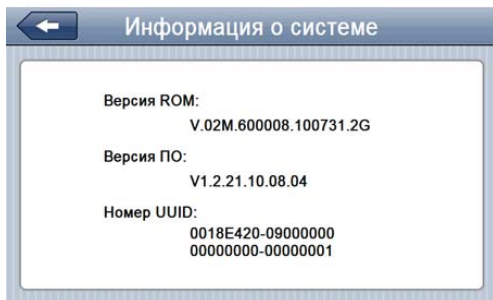 Информация о системе
Версия ROM:
V.02M.600008.100731.2G
Версия ПО:
V1.2.21.10.08.04
Номер UUID:
0018E420-09000000
00000000-00000001